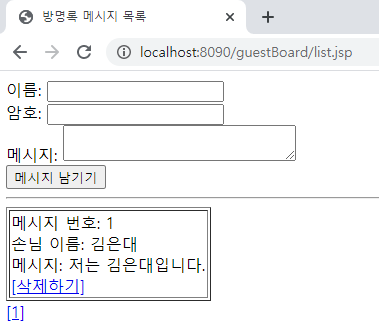 방명록 메시지 목록
localhost:8090/guestBoard/list.jsp
이름:
암호:
메시지:
메시지 남기기
메시지 번호: 1
손님 이름: 김은대
메시지: 저는 김은대입니다.
[삭제하기]
[1]